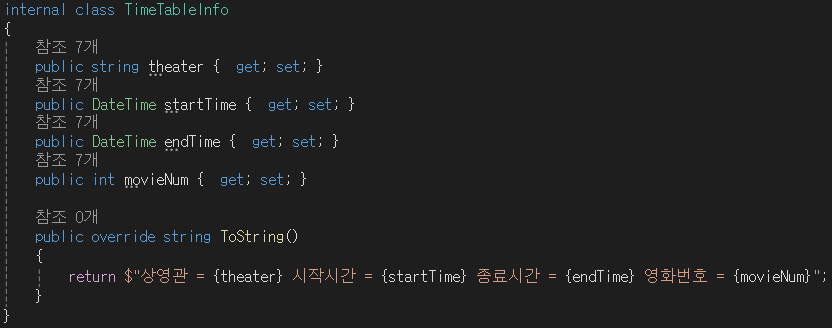 internal class TimeTableInfo
{
참조 7개
public string theater { get; set; }
참조 7개
public DateTime startTime { get; set; }
참조 7개
public DateTime endTime { get; set; }
참조 7개
public int movieNum { get; set; }
참조 0개
public override string ToString()
{
return $"상영관 = {theater} 시작시간 = {startTime} 종료시간 = {endTime} 영화번호 = {movieNum}";
}
}